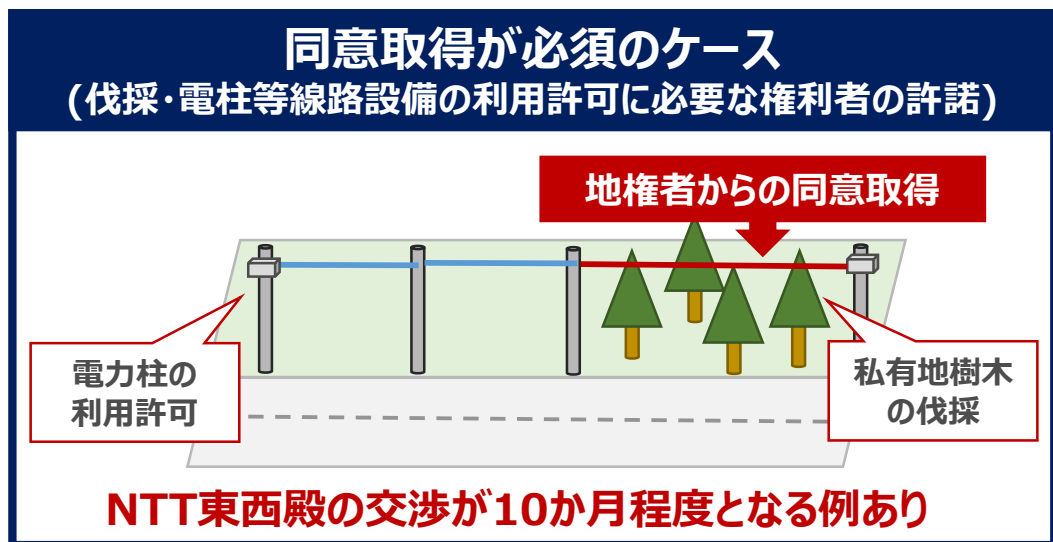 同意取得が必須のケース
(伐採・電柱等線路設備の利用許可に必要な権利者の許諾)
地権者からの同意取得
電力柱の
利用許可
私有地樹木
の伐採
NTT東西殿の交渉が10か月程度となる例あり